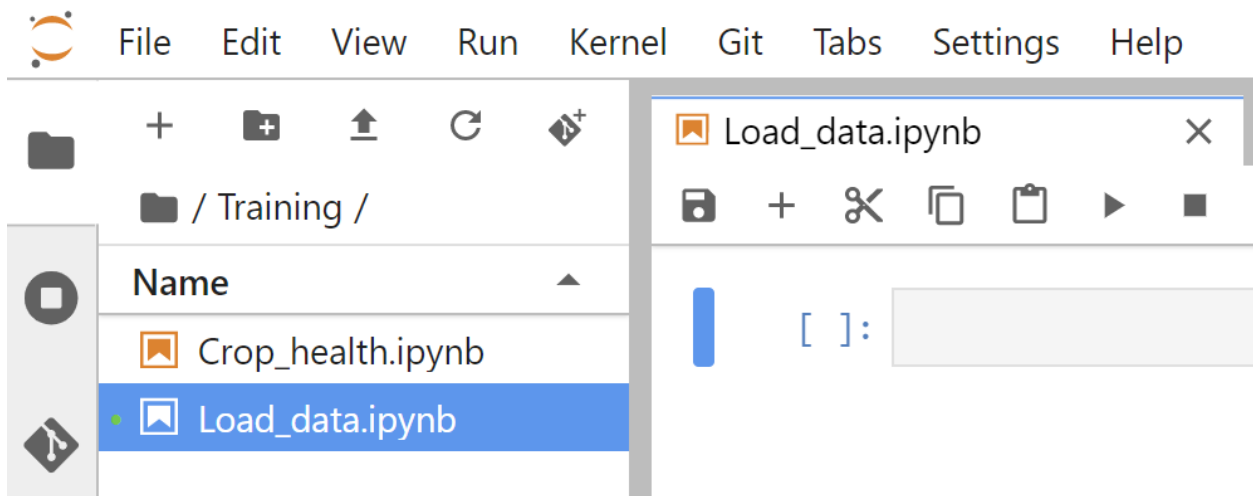 File Edit View Run Kernel Git Tabs Settings Help
/ Training /
Name
Crop_health.ipynb
Load_data.ipynb
Load_data.ipynb
[ ]: